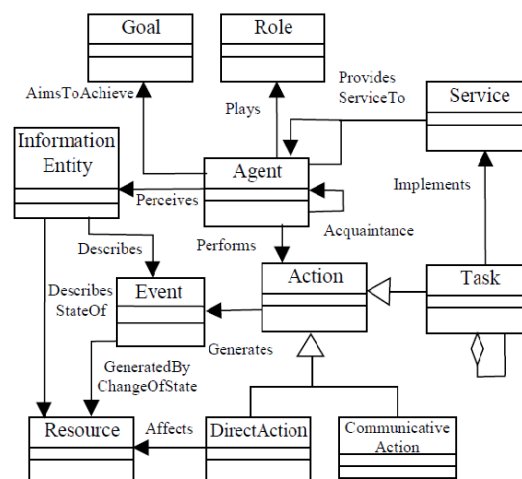 Goal
Role
AimsToAchieve
Plays
Provides
ServiceTo
Service
Information
Entity
Agent
Perceives
Implements
Acquaintance
Performs
Describes
Action
Task
Event
Describes
StateOf
Generates
GeneratedBy
ChangeOfState
Resource
Affects
DirectAction
Communicative
Action